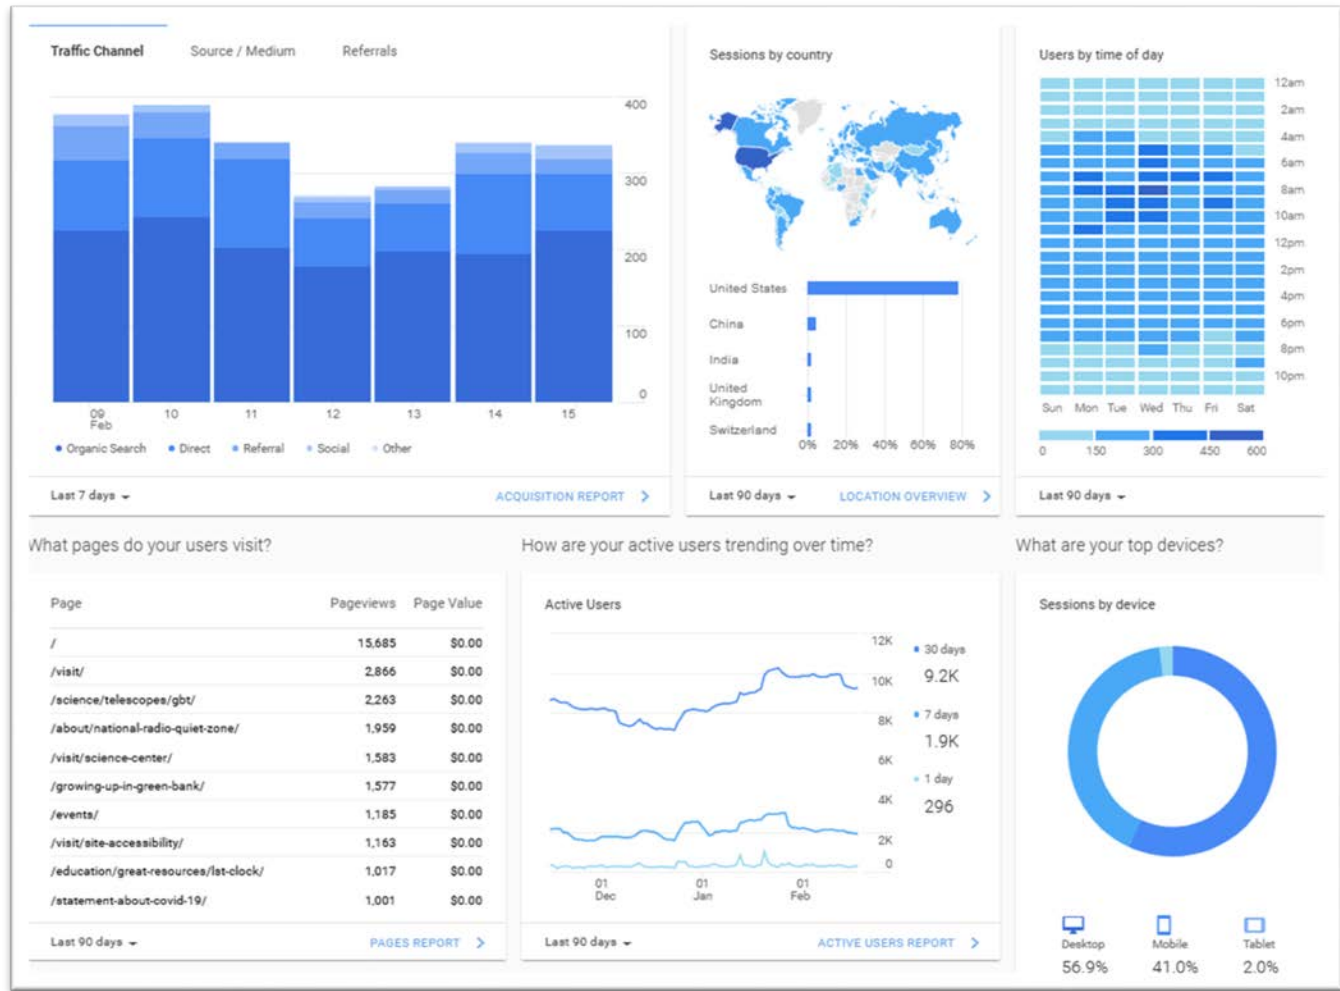 Traffic Channel Source / Medium Referrals
400
300
200
100
0
09 10 11 12 13 14 15
Feb
Organic Search Direct Referral Social Other
Last 7 days ACQUISITION REPORT
Sessions by country
United States
China
India
United
Kingdom
Switzerland
0% 20% 40% 60% 80%
Last 90 days LOCATION OVERVIEW
Users by time of day
12am
2am
4am
6am
8am
10am
12pm
2pm
4pm
6pm
8pm
10pm
Sun Mon Tue Wed Thu Fri Sat
0 150 300 450 600
Last 90 days
What pages do your users visit?
Page Pageviews Page Value
/ 15,685 $0.00
/visit/ 2,866 $0.00
/science/telescopes/gbt/ 2,263 $0.00
/about/national-radio-quiet-zone/ 1,959 $0.00
/visit/science-center/ 1,583 $0.00
/growing-up-in-green-bank/ 1,577 $0.00
/events/ 1,185 $0.00
/visit/site-accessibility/ 1,163 $0.00
/education/great-resources/lst-clock/ 1,017 $0.00
/statement-about-covid-19/ 1,001 $0.00
Last 90 days PAGES REPORT
How are your active users trending over time?
Active Users
12K
10K
8K
6K
4K
2K
0
01 01 01
Dec Jan Feb
30 days
9.2K
7 days
1.9K
1 day
296
Last 90 days ACTIVE USERS REPORT
What are your top devices?
Sessions by device
Desktop Mobile Tablet
56.9% 41.0% 2.0%